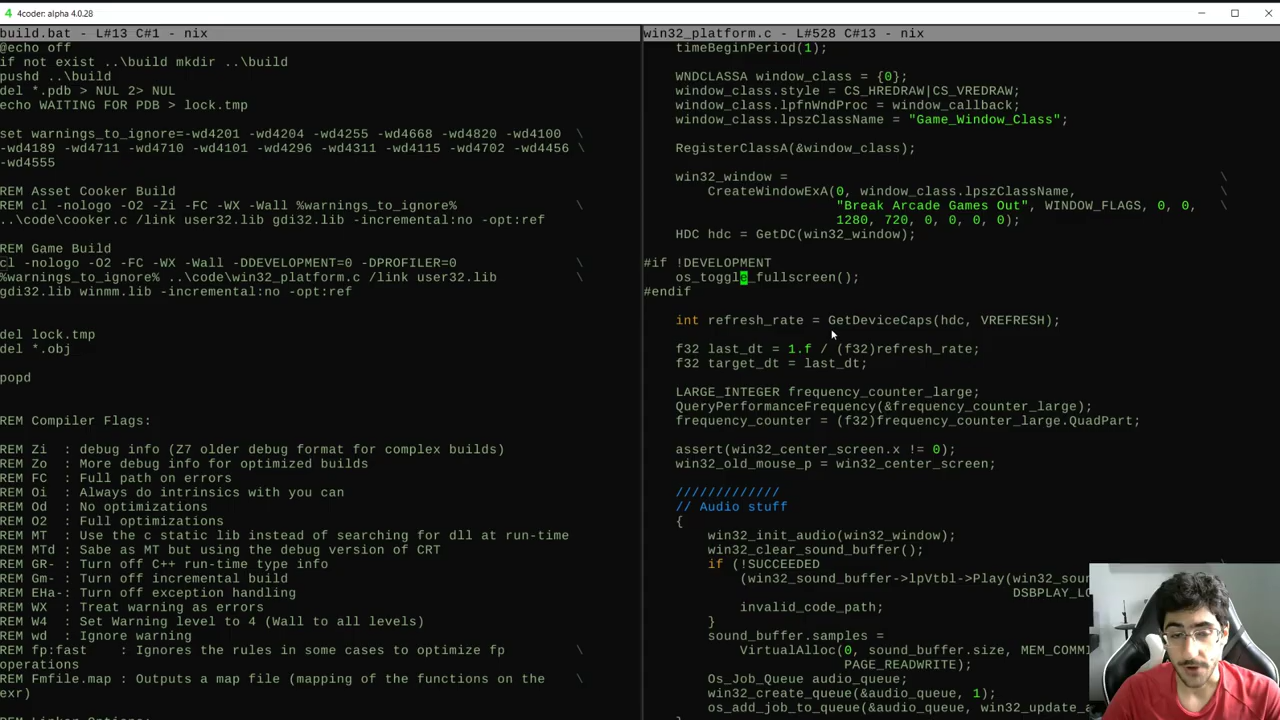 4coder: alpha 4.0.28
build.bat - L#13 C#1 - nix
@echo off
if not exist ..\build mkdir ..\build
pushd ..\build
del *.pdb > NUL 2> NUL
echo WAITING FOR PDB > lock.tmp
set warnings_to_ignore=-wd4201 -wd4204 -wd4255 -wd4668 -wd4820 -wd4100 \
-wd4189 -wd4711 -wd4710 -wd4101 -wd4296 -wd4311 -wd4115 -wd4702 -wd4456 \
-wd4555
REM Asset Cooker Build
REM cl -nologo -O2 -Zi -FC -WX -Wall %warnings_to_ignore% \
..\code\cooker.c /link user32.lib gdi32.lib -incremental:no -opt:ref
REM Game Build
cl -nologo -O2 -FC -WX -Wall -DDEVELOPMENT=0 -DPROFILER=0 \
%warnings_to_ignore% ..\code\win32_platform.c /link user32.lib \
gdi32.lib winmm.lib -incremental:no -opt:ref
del lock.tmp
del *.obj
popd
REM Compiler Flags:
REM Zi : debug info (Z7 older debug format for complex builds)
REM Zo : More debug info for optimized builds
REM FC : Full path on errors
REM Oi : Always do intrinsics with you can
REM Od : No optimizations
REM O2 : Full optimizations
REM MT : Use the c static lib instead of searching for dll at run-time
REM MTd : Sabe as MT but using the debug version of CRT
REM GR- : Turn off C++ run-time type info
REM Gm- : Turn off incremental build
REM EHa-: Turn off exception handling
REM WX : Treat warning as errors
REM W4 : Set Warning level to 4 (Wall to all levels)
REM wd : Ignore warning
REM fp:fast : Ignores the rules in some cases to optimize fp \
operations
REM Fmfile.map : Outputs a map file (mapping of the functions on the \
exr)
REM Linker Options:
win32_platform.c - L#528 C#13 - nix
timeBeginPeriod(1);
WNDCLASSA window_class = {0};
window_class.style = CS_HREDRAW|CS_VREDRAW;
window_class.lpfnWndProc = window_callback;
window_class.lpszClassName = "Game_Window_Class";
RegisterClassA(&window_class);
win32_window = \
CreateWindowExA(0, window_class.lpszClassName, \
"Break Arcade Games Out", WINDOW_FLAGS, 0, 0, \
1280, 720, 0, 0, 0, 0);
HDC hdc = GetDC(win32_window);
#if !DEVELOPMENT
os_toggle_fullscreen();
#endif
int refresh_rate = GetDeviceCaps(hdc, VREFRESH);
f32 last_dt = 1.f / (f32)refresh_rate;
f32 target_dt = last_dt;
LARGE_INTEGER frequency_counter_large;
QueryPerformanceFrequency(&frequency_counter_large);
frequency_counter = (f32)frequency_counter_large.QuadPart;
assert(win32_center_screen.x != 0);
win32_old_mouse_p = win32_center_screen;
/////////////
// Audio stuff
{
win32_init_audio(win32_window);
win32_clear_sound_buffer();
if (!SUCCEEDED
(win32_sound_buffer->lpVtbl->Play(win32_sou
DSBPLAY_LO
invalid_code_path;
}
sound_buffer.samples =
VirtualAlloc(0, sound_buffer.size, MEM_COMMI
PAGE_READWRITE);
Os_Job_Queue audio_queue;
win32_create_queue(&audio_queue, 1);
os_add_job_to_queue(&audio_queue, win32_update_a